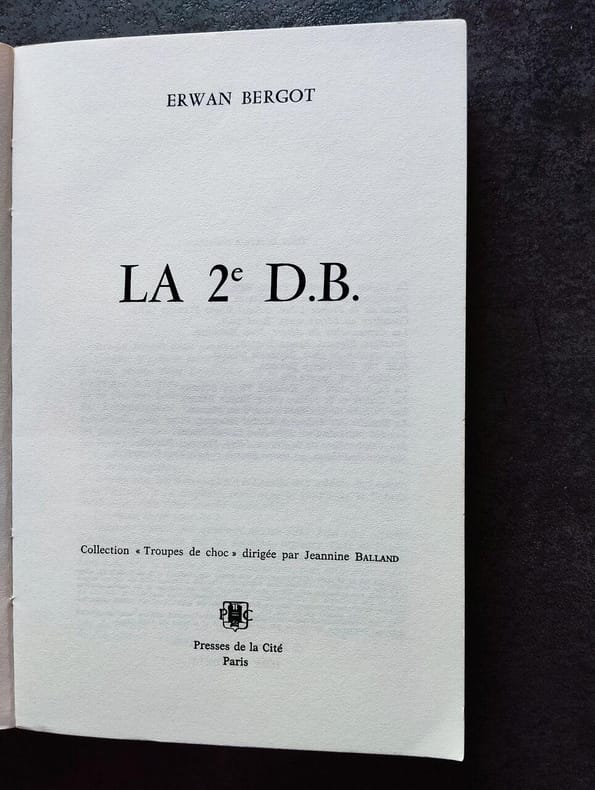 ERWAN BERGOT
LA 2e D.B.
Collection « Troupes de choc » dirigée par Jeannine BALLAND
P C
Presses de la Cité
Paris